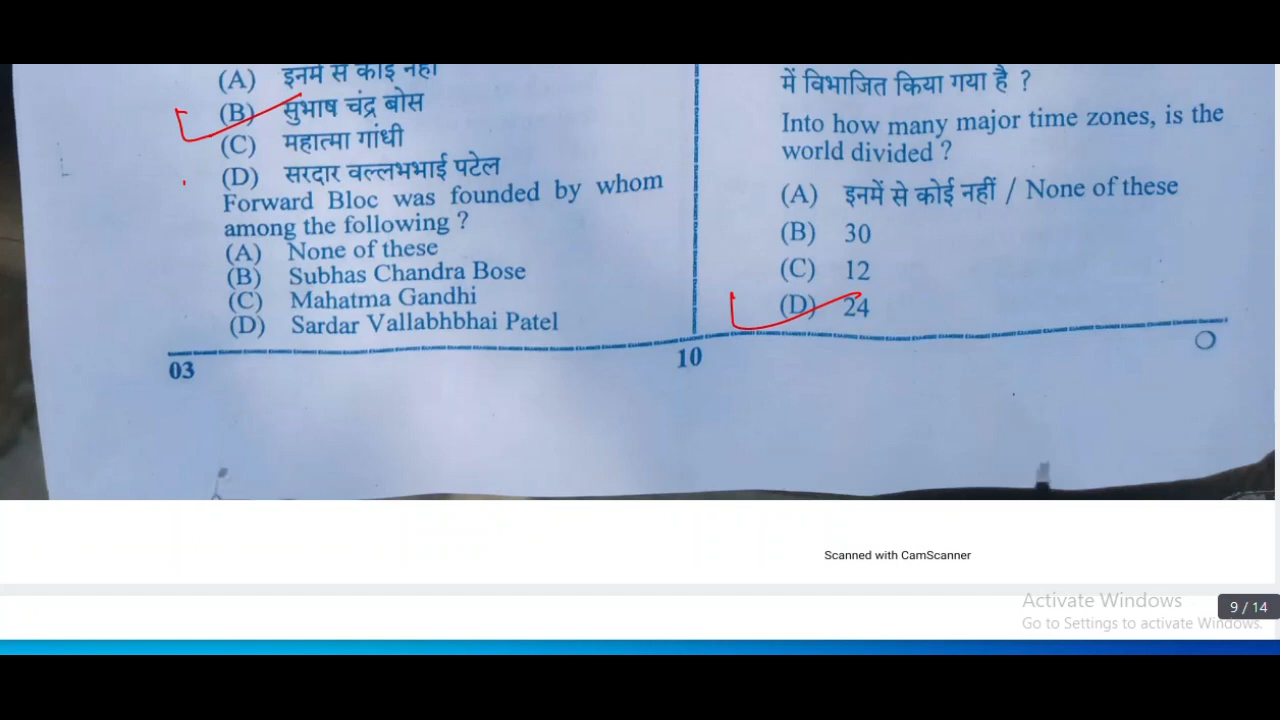 (A) इनमें से कोई नहीं
(B) सुभाष चंद्र बोस
(C) महात्मा गांधी
(D) सरदार वल्लभभाई पटेल
Forward Bloc was founded by whom
among the following ?
(A) None of these
(B) Subhas Chandra Bose
(C) Mahatma Gandhi
(D) Sardar Vallabhbhai Patel
में विभाजित किया गया है ?
Into how many major time zones, is the
world divided ?
(A) इनमें से कोई नहीं / None of these
(B) 30
(C) 12
(D) 24
03
10
Scanned with CamScanner
Activate Windows
Go to Settings to activate Windows.
9 / 14